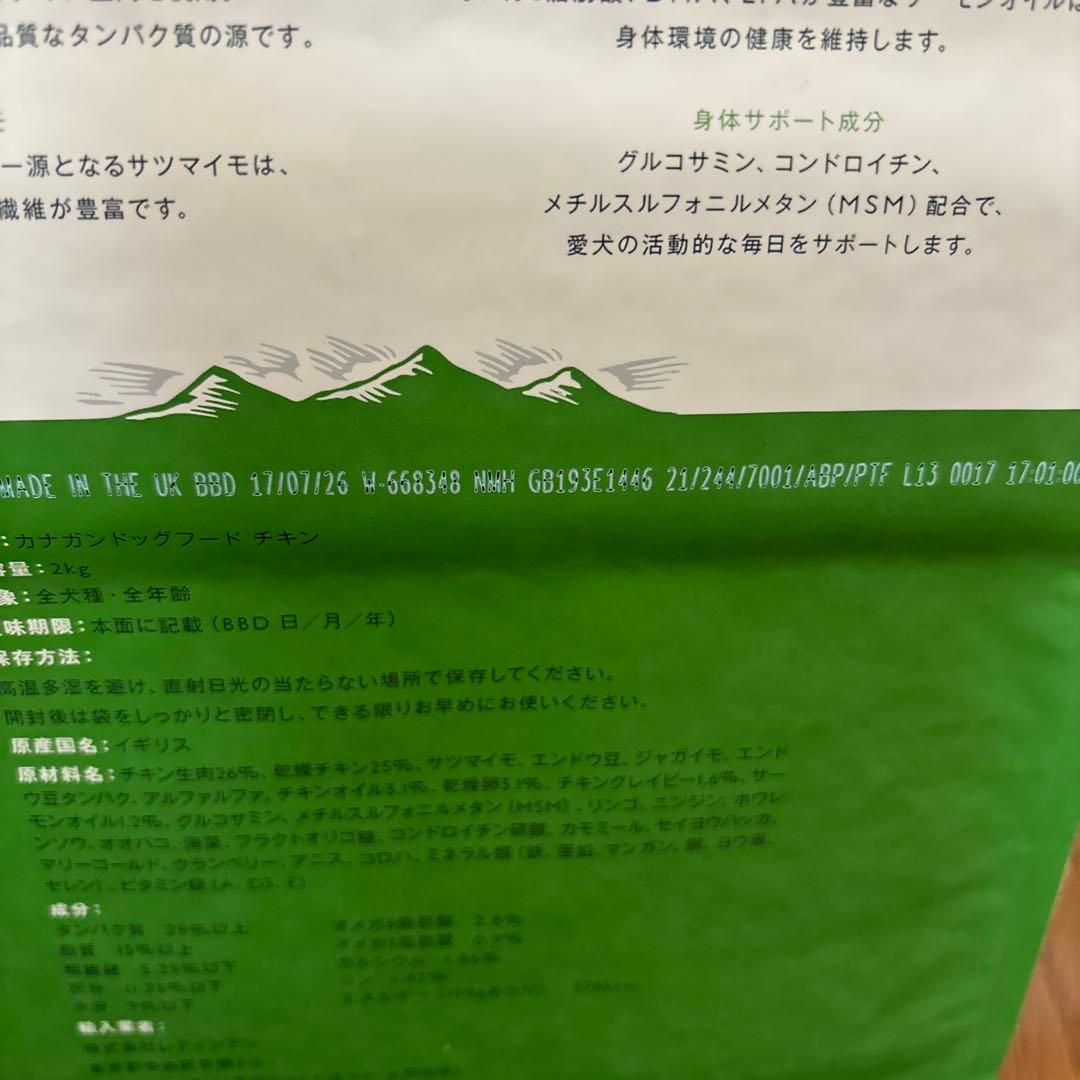 品質なタンパク質の源です。
身体環境の健康を維持します。
身体サポート成分
ー源となるサツマイモは、
グルコサミン、コンドロイチン、
繊維が豊富です。
メチルスルフォニルメタン（MSM）配合で、
愛犬の活動的な毎日をサポートします。
MADE IN THE UK BBD 17/07/26 W-668348 NMH GB193E1446 21/244/7001/ABP/PTF L13 0017 17:01:00
：カナガンドッグフード チキン
容量：2kg
象：全犬種・全年齢
味期限：本面に記載（BBD 日／月／年）
保存方法：
高温多湿を避け、直射日光の当たらない場所で保存してください。
開封後は袋をしっかりと密閉し、できる限りお早めにお使いください。
原産国名：イギリス
原材料名：チキン生肉26%、乾燥チキン25%、サツマイモ、エンドウ豆、ジャガイモ、エンド
ウ豆タンパク、アルファルファ、チキンオイル3.1%、乾燥卵3.1%、チキングレイビー1.6%、サー
モンオイル1.2%、グルコサミン、メチルスルフォニルメタン（MSM）、リンゴ、ニンジン、ホウレ
ンソウ、オオバコ、海藻、フラクトオリゴ糖、コンドロイチン硫酸、カモミール、セイヨウハッカ、
マリーゴールド、クランベリー、アニス、コロハ、ミネラル類（鉄、亜鉛、マンガン、銅、ヨウ素、
セレン）、ビタミン類（A、D3、E）
成分：
タンパク質
脂質 15%以上
灰分
水分
カルシウム
リン
輸入業者：